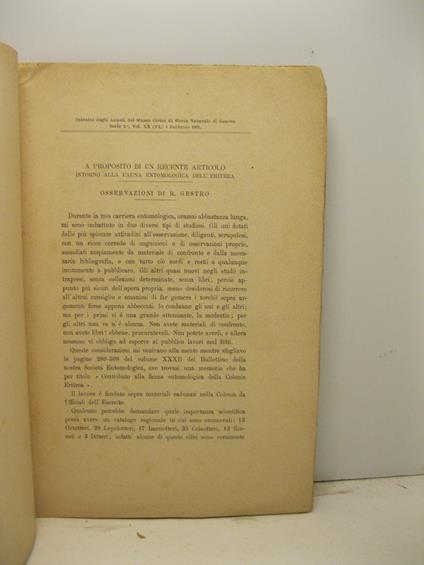 Estratto dagli Annali del Museo Civico di Storia Naturale di Genova
Serie 2.ª, Vol. XX (XL) 4 Febbraio 1901.
A PROPOSITO DI UN RECENTE ARTICOLO
INTORNO ALLA FAUNA ENTOMOLOGICA DELL'ERITREA
OSSERVAZIONI DI R. GESTRO
Durante la mia carriera entomologica, oramai abbastanza lunga,
mi sono imbattuto in due diversi tipi di studiosi. Gli uni dotati
delle più spiccate attitudini all'osservazione, diligenti, scrupolosi,
con un ricco corredo di cognizioni e di osservazioni proprie,
sussidiati ampiamente da materiale di confronto e dalla neces-
saria bibliografia, e con tutto ciò sordi e restii a qualunque
incitamento a pubblicare. Gli altri quasi nuovi negli studii in-
trapresi, senza collezioni determinate, senza libri; perciò ap-
punto più sicuri dell'opera propria, meno desiderosi di ricorrere
all'altrui consiglio e smaniosi di far gemere i torchi sopra ar-
gomenti forse appena abbozzati. Io condanno gli uni e gli altri;
ma per i primi vi è una grande attenuante, la modestia; per
gli altri non ve n'è alcuna. Non avete materiali di confronto,
non avete libri? ebbene, procurateveli. Non potete averli, e allora
nessuno vi obbliga ad esporre al pubblico lavori mal fatti.
Queste considerazioni mi venivano alla mente mentre sfogliavo
le pagine 289-308 del volume XXXII del Bullettino della
nostra Società Entomologica, ove trovasi una memoria che ha
per titolo « Contributo alla fauna entomologica della Colonia
Eritrea ».
Il lavoro è fondato sopra materiali radunati nella Colonia da
Ufficiali dell'Esercito.
Qualcuno potrebbe domandare quale importanza scientifica
possi avere un catalogo regionale in cui sono enumerati: 13
Ortotteri, 29 Lepidotteri, 17 Imenotteri, 35 Coleotteri, 13 Rin-
coti e 3 Ditteri; infatti alcune di queste cifre sono veramente